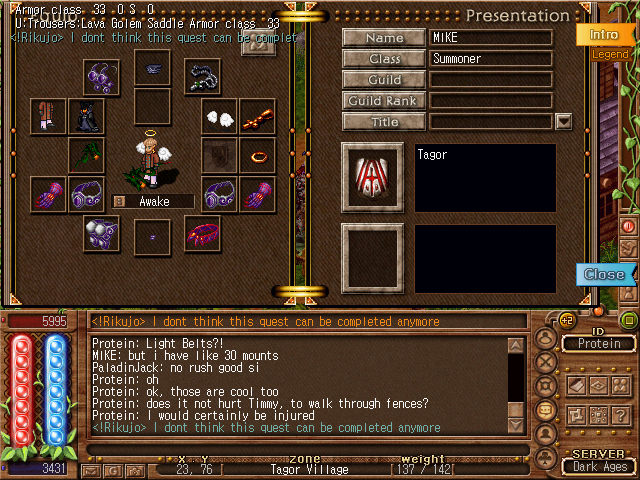 Armor class  33  0 S  0
U:Trousers:Lava Golem Saddle Armor class  33
<!Rikujo> I dont think this quest can be complet
Presentation
Intro
Legend
Name MIKE
Class Summoner
Guild
Guild Rank
Title
Tagor
Awake
Close
5995
<!Rikujo> I dont think this quest can be completed anymore
+2
ID
Protein
Protein: Light Belts?!
MIKE: but i have like 30 mounts
PaladinJack: no rush good si
Protein: oh
Protein: ok, those are cool too
Protein: does it not hurt Timmy, to walk through fences?
Protein: I would certainly be injured
<!Rikujo> I dont think this quest can be completed anymore
x  y  zone  weight
3431
23, 76 [ Tagor Village ] [137 / 142[
SERVER
Dark Ages